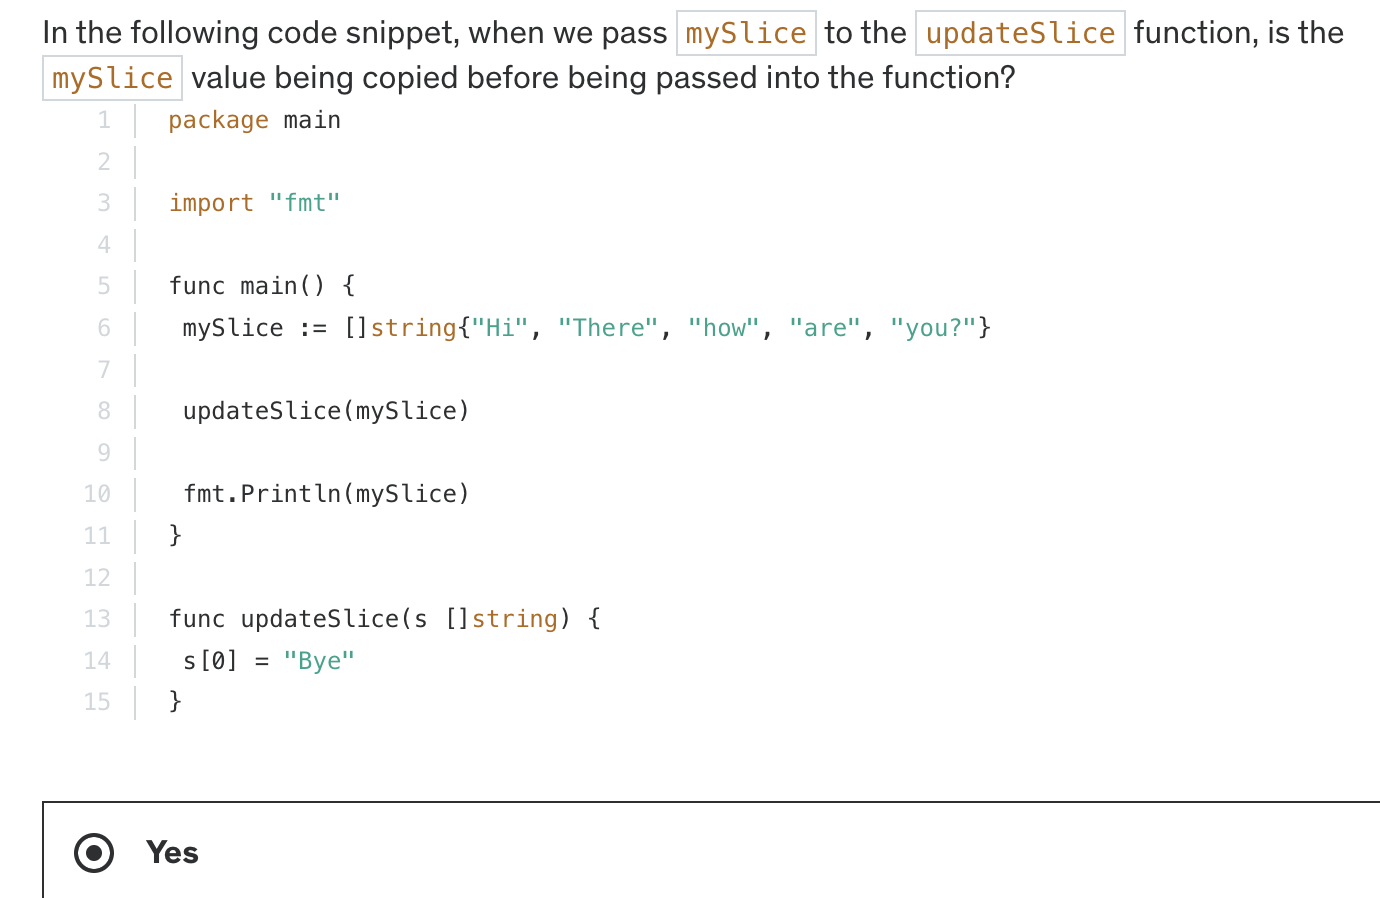 In the following code snippet, when we pass mySlice to the updateSlice function, is the
mySlice value being copied before being passed into the function?
1 package main
2
3 import "fmt"
4
5 func main() {
6 mySlice := []string{"Hi", "There", "how", "are", "you?"}
7
8 updateSlice(mySlice)
9
10 fmt.Println(mySlice)
11 }
12
13 func updateSlice(s []string) {
14 s[0] = "Bye"
15 }
Yes